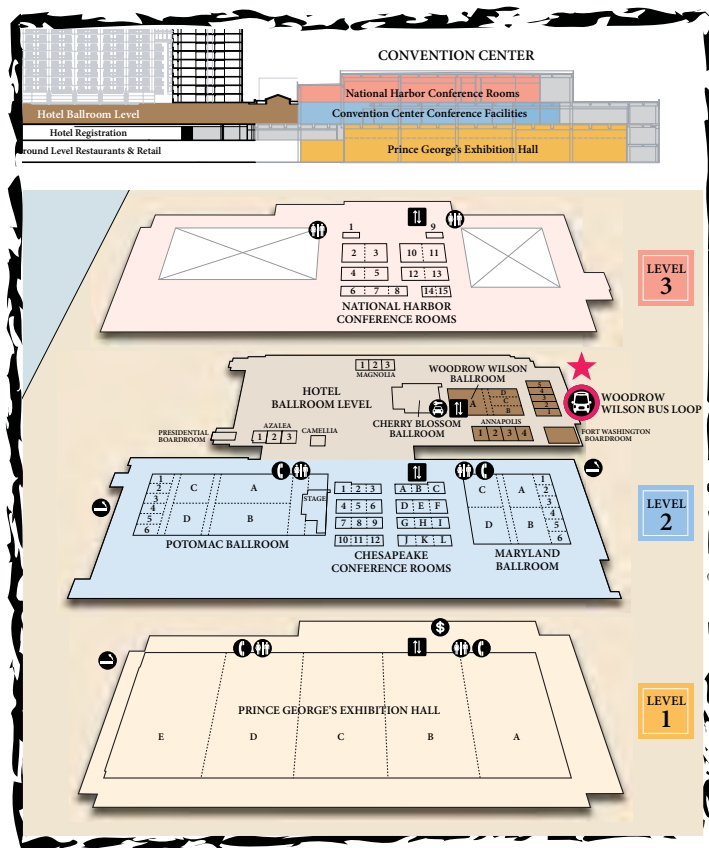 CONVENTION CENTER
National Harbor Conference Rooms
Hotel Ballroom Level
Convention Center Conference Facilities
Hotel Registration
round Level Restaurants & Retail
Prince George's Exhibition Hall
1
9
2 3
10 11
4 5
12 13
6 7 8
14 15
NATIONAL HARBOR
CONFERENCE ROOMS
LEVEL
3
1 2 3
MAGNOLIA
WOODROW WILSON
BALLROOM
HOTEL
BALLROOM LEVEL
A
D
C
B
5
4
3
2
1
WOODROW
WILSON BUS LOOP
CHERRY BLOSSOM
BALLROOM
ANNAPOLIS
1 2 3 4
FORT WASHINGTON
BOARDROOM
PRESIDENTIAL
BOARDROOM
AZALEA
1 2 3
CAMELLIA
1
2
3
4
5
6
C
A
D
B
STAGE
POTOMAC BALLROOM
1 2 3
4 5 6
7 8 9
10 11 12
A B C
D E F
G H I
J K L
CHESAPEAKE
CONFERENCE ROOMS
C
A
D
B
1
2
3
4
5
6
MARYLAND
BALLROOM
LEVEL
2
$
PRINCE GEORGE'S EXHIBITION HALL
E D C B A
LEVEL
1